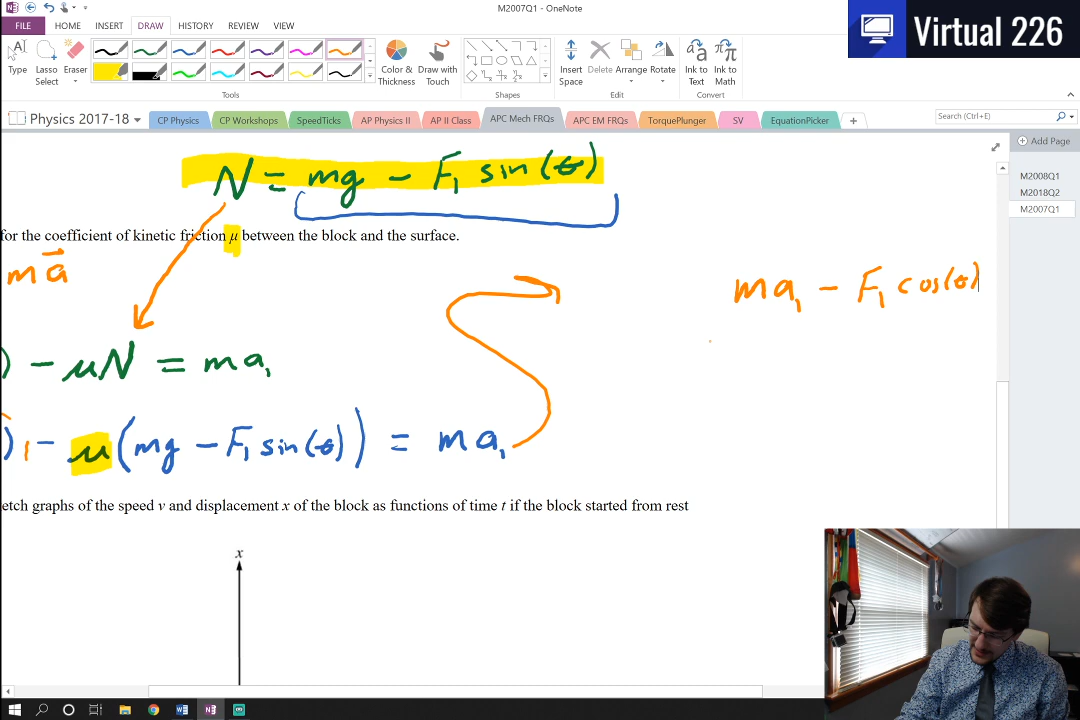 M2007Q1 - OneNote
Virtual 226
FILE HOME INSERT DRAW HISTORY REVIEW VIEW
Type Lasso Select Eraser Color & Thickness Draw with Touch Insert Space Delete Arrange Rotate Ink to Text Ink to Math
Tools Shapes Edit Convert
Physics 2017-18 CP Physics CP Workshops SpeedTicks AP Physics II AP II Class APC Mech FRQs APC EM FRQs TorquePlunger SV EquationPicker + Search (Ctrl+E)
Add Page
M2008Q1
M2018Q2
M2007Q1
N = mg - F₁ sin(θ)
for the coefficient of kinetic friction μ between the block and the surface.
m a⃗
ma₁ - F₁ cos(θ)
) - μN = ma₁
) - μ(mg - F₁ sin(θ)) = ma₁
etch graphs of the speed v and displacement x of the block as functions of time t if the block started from rest
x